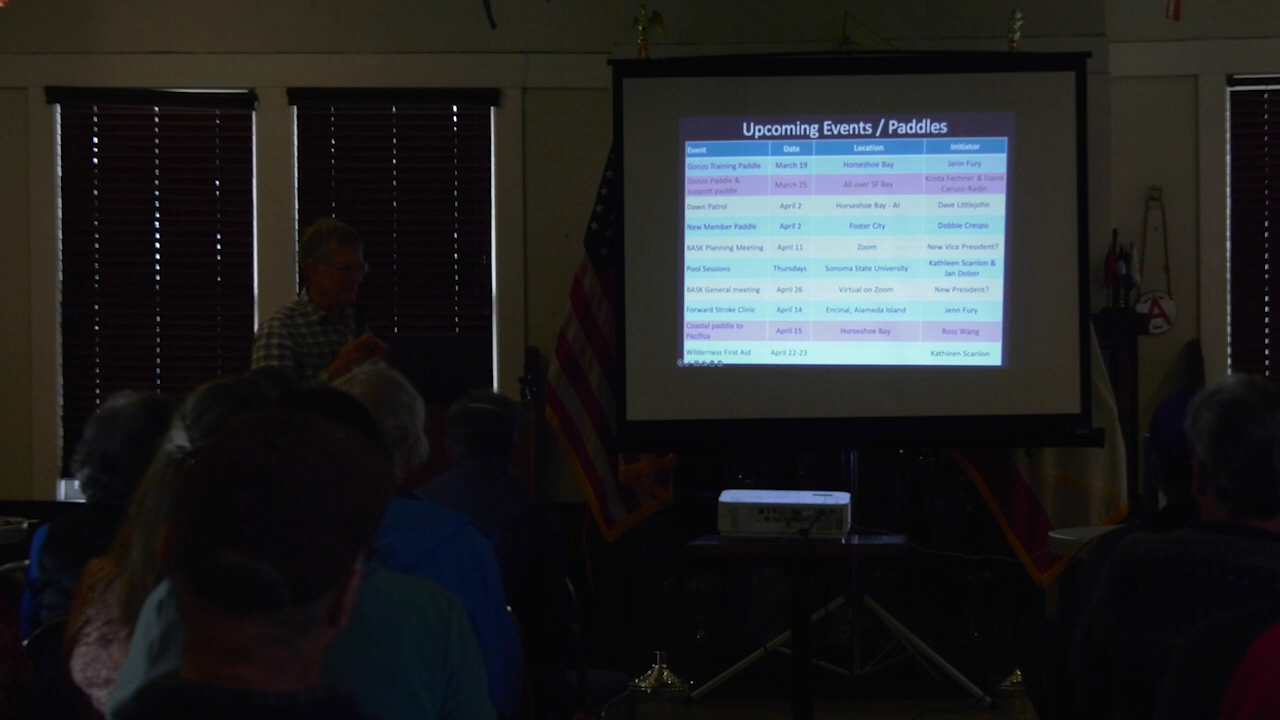 Upcoming Events / Paddles
Event Date Location Initiator
Gonzo Training Paddle March 19 Horseshoe Bay Jenn Fury
Gonzo Paddle & support paddle March 25 All over SF Bay Krista Fechner & David Caruso-Radin
Dawn Patrol April 2 Horseshoe Bay - AI Dave Littlejohn
New Member Paddle April 2 Foster City Debbie Crespo
BASK Planning Meeting April 11 Zoom New Vice President?
Pool Sessions Thursdays Sonoma State University Kathleen Scanlon & Jan Dolzer
BASK General meeting April 26 Virtual on Zoom New President?
Forward Stroke Clinic April 14 Encinal, Alameda Island Jenn Fury
Coastal paddle to Pacifica April 15 Horseshoe Bay Ross Wang
Wilderness First Aid April 22-23 Kathleen Scanlon
A